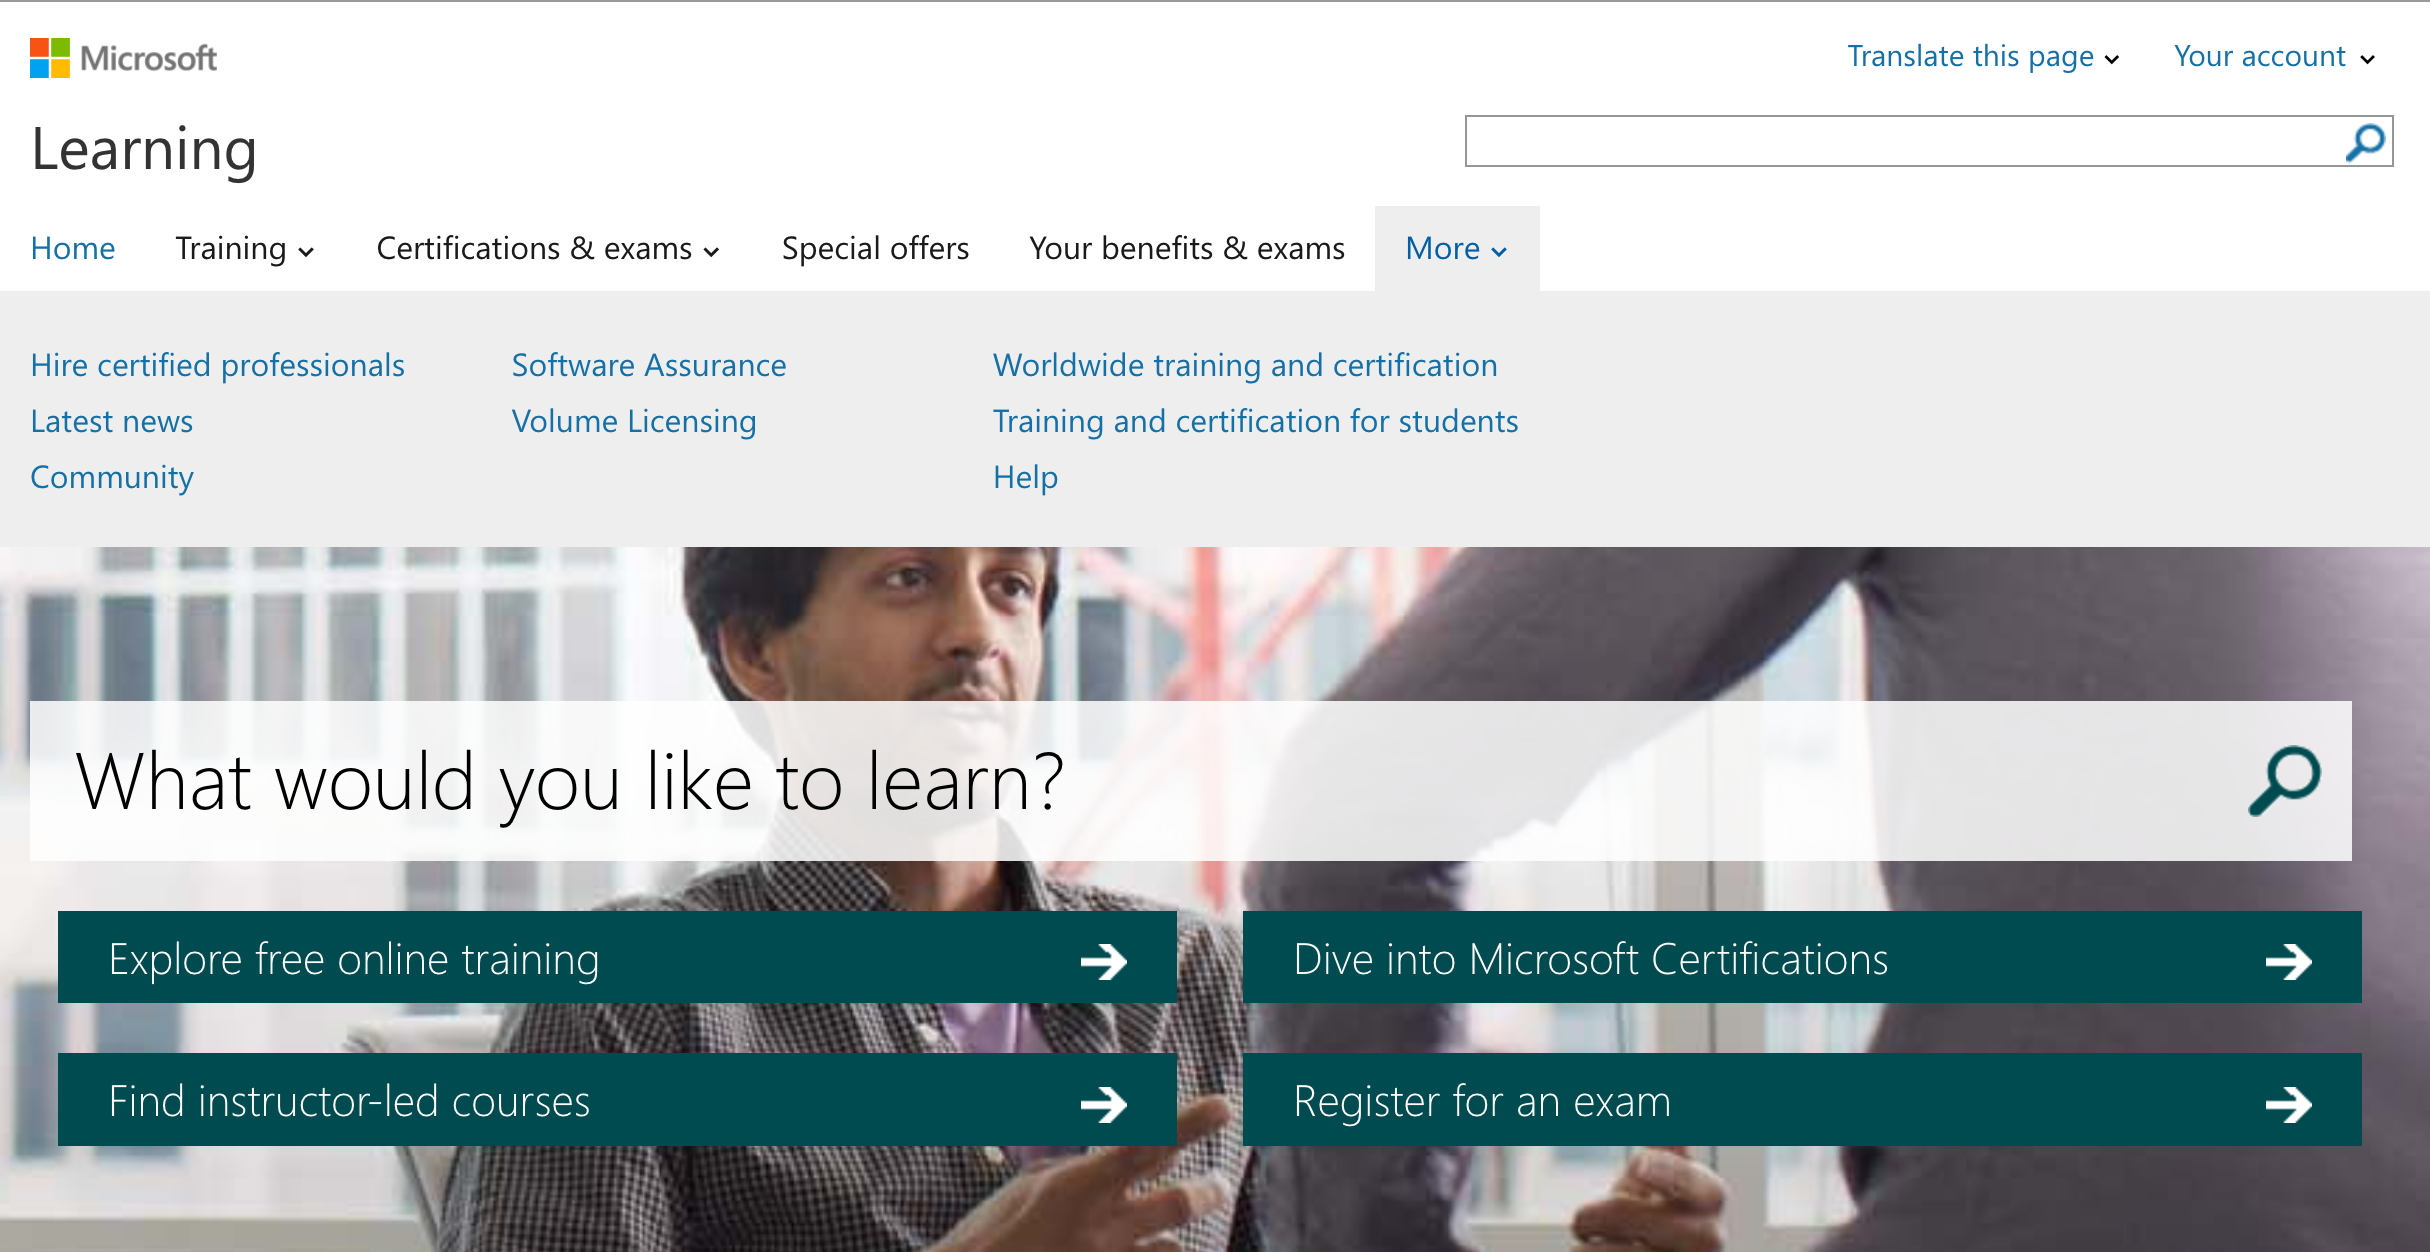 Microsoft
Translate this page
Your account
Learning
Home
Training
Certifications & exams
Special offers
Your benefits & exams
More
Hire certified professionals
Latest news
Community
Software Assurance
Volume Licensing
Worldwide training and certification
Training and certification for students
Help
What would you like to learn?
Explore free online training
Dive into Microsoft Certifications
Find instructor-led courses
Register for an exam